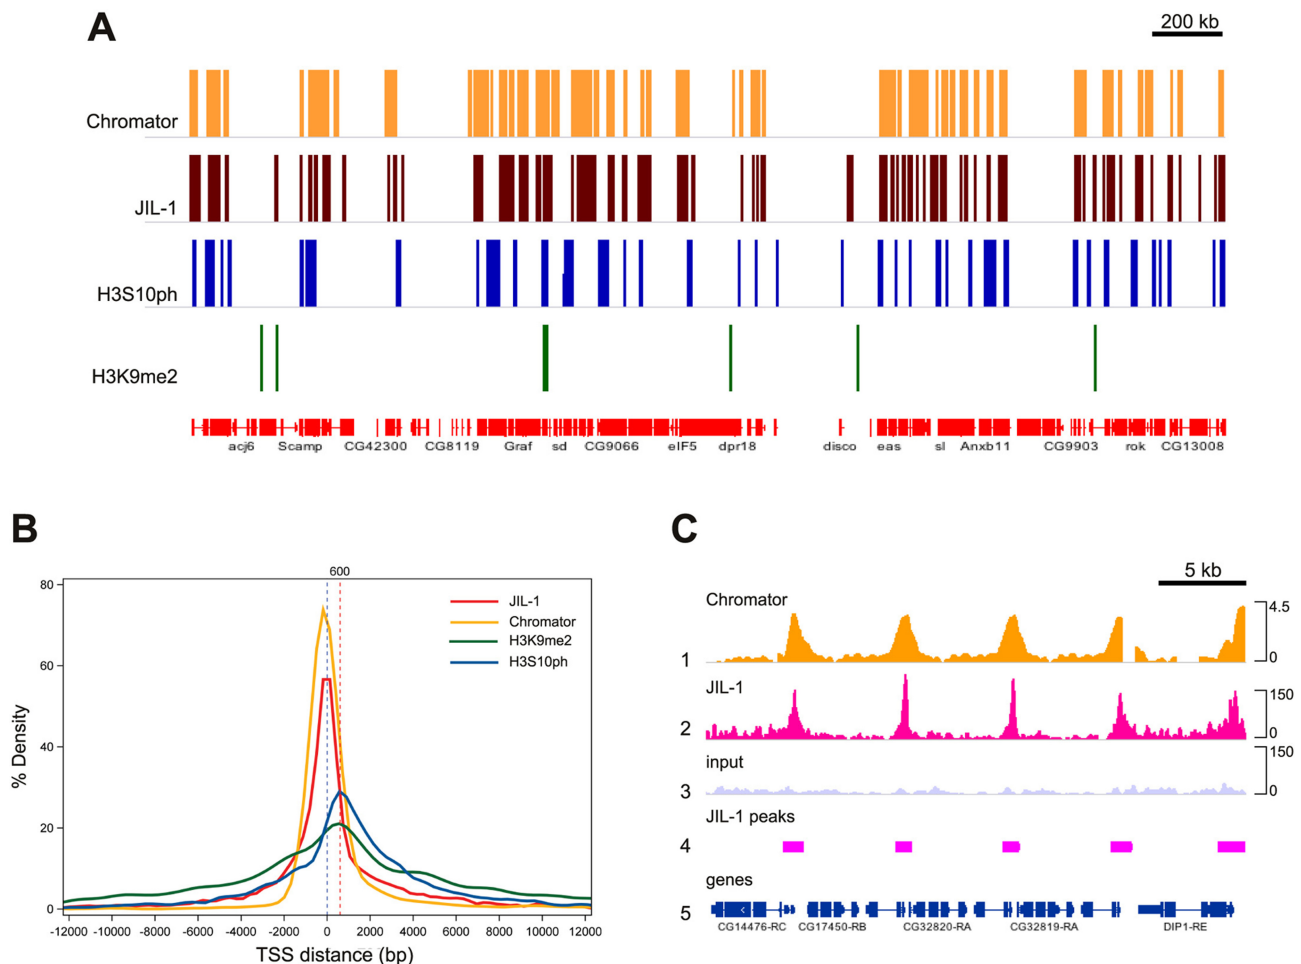 A
200 kb
Chromator
JIL-1
H3S10ph
H3K9me2
acj6 Scamp CG42300 CG8119 Graf sd CG9066 eIF5 dpr18 disco eas sl Anxb11 CG9903 rok CG13008
B
600
80
60
40
20
0
% Density
JIL-1
Chromator
H3K9me2
H3S10ph
-12000 -10000 -8000 -6000 -4000 -2000 0 2000 4000 6000 8000 10000 12000
TSS distance (bp)
C
5 kb
Chromator
4.5
1
0
JIL-1
150
2
0
input
150
3
0
JIL-1 peaks
4
genes
5
CG14476-RC CG17450-RB CG32820-RA CG32819-RA DIP1-RE